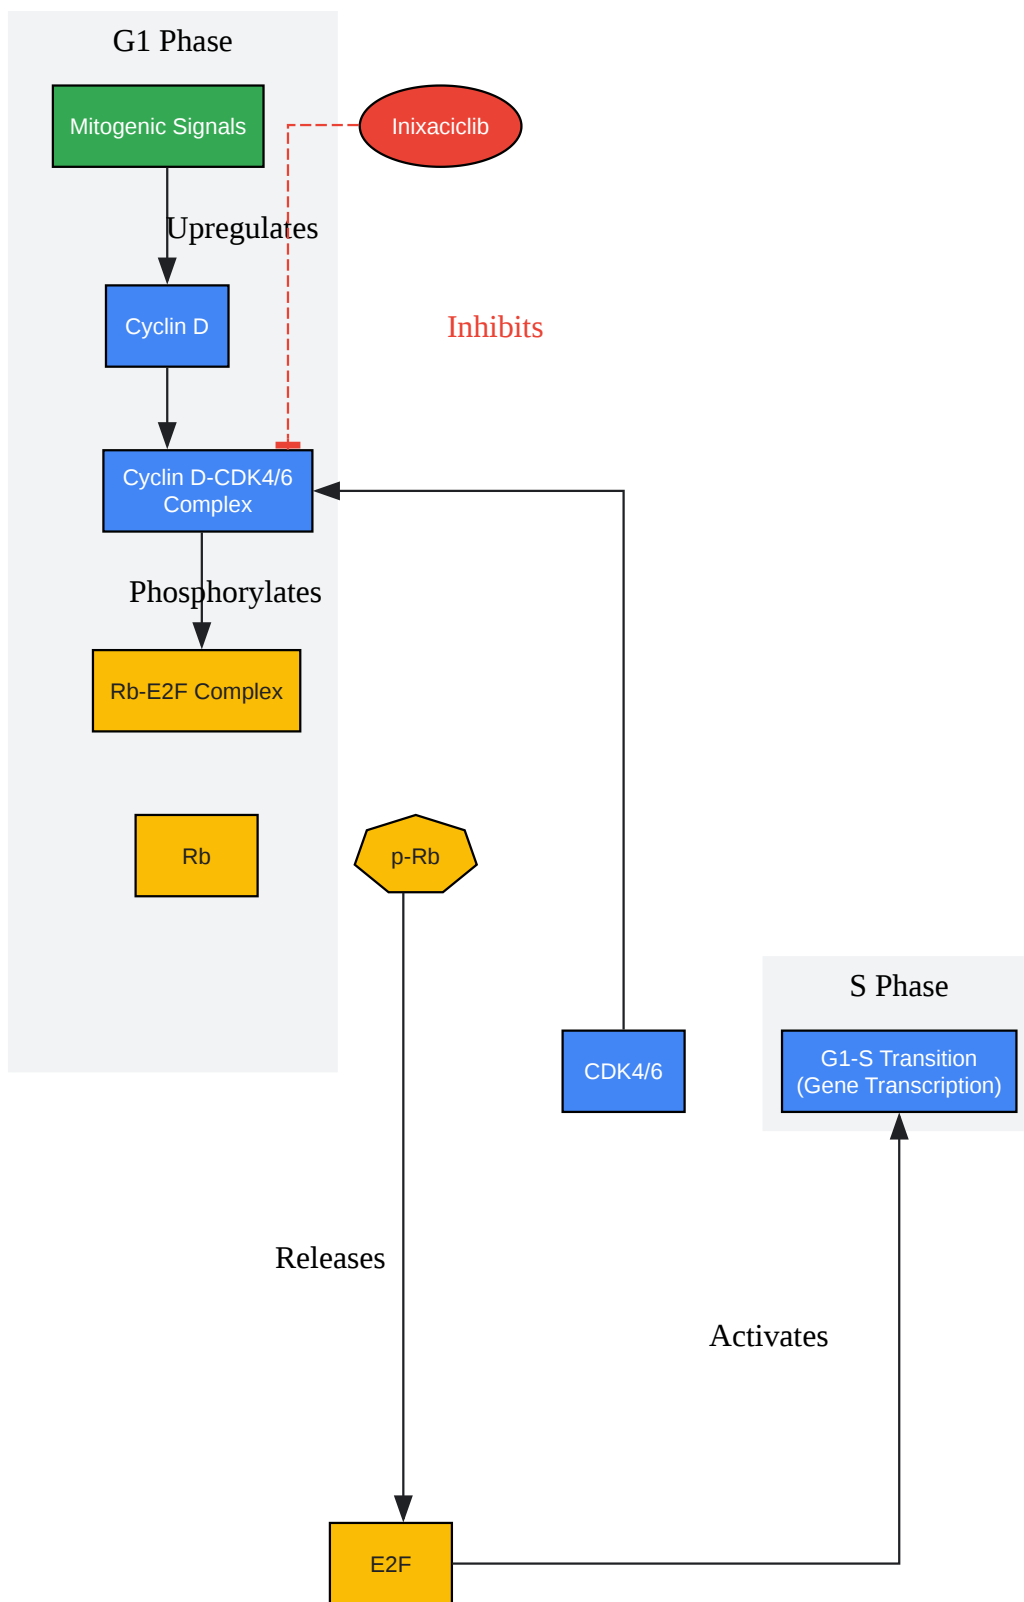 G1 Phase
Mitogenic Signals
Inixaciclib
Upregulates
Cyclin D
Inhibits
Cyclin D-CDK4/6
Complex
Phosphorylates
Rb-E2F Complex
Rb
p-Rb
S Phase
CDK4/6
G1-S Transition
(Gene Transcription)
Releases
Activates
E2F